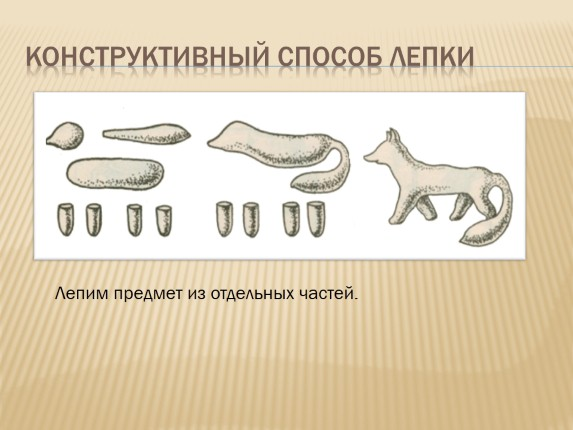 КОНСТРУКТИВНЫЙ СПОСОБ ЛЕПКИ
Лепим предмет из отдельных частей.